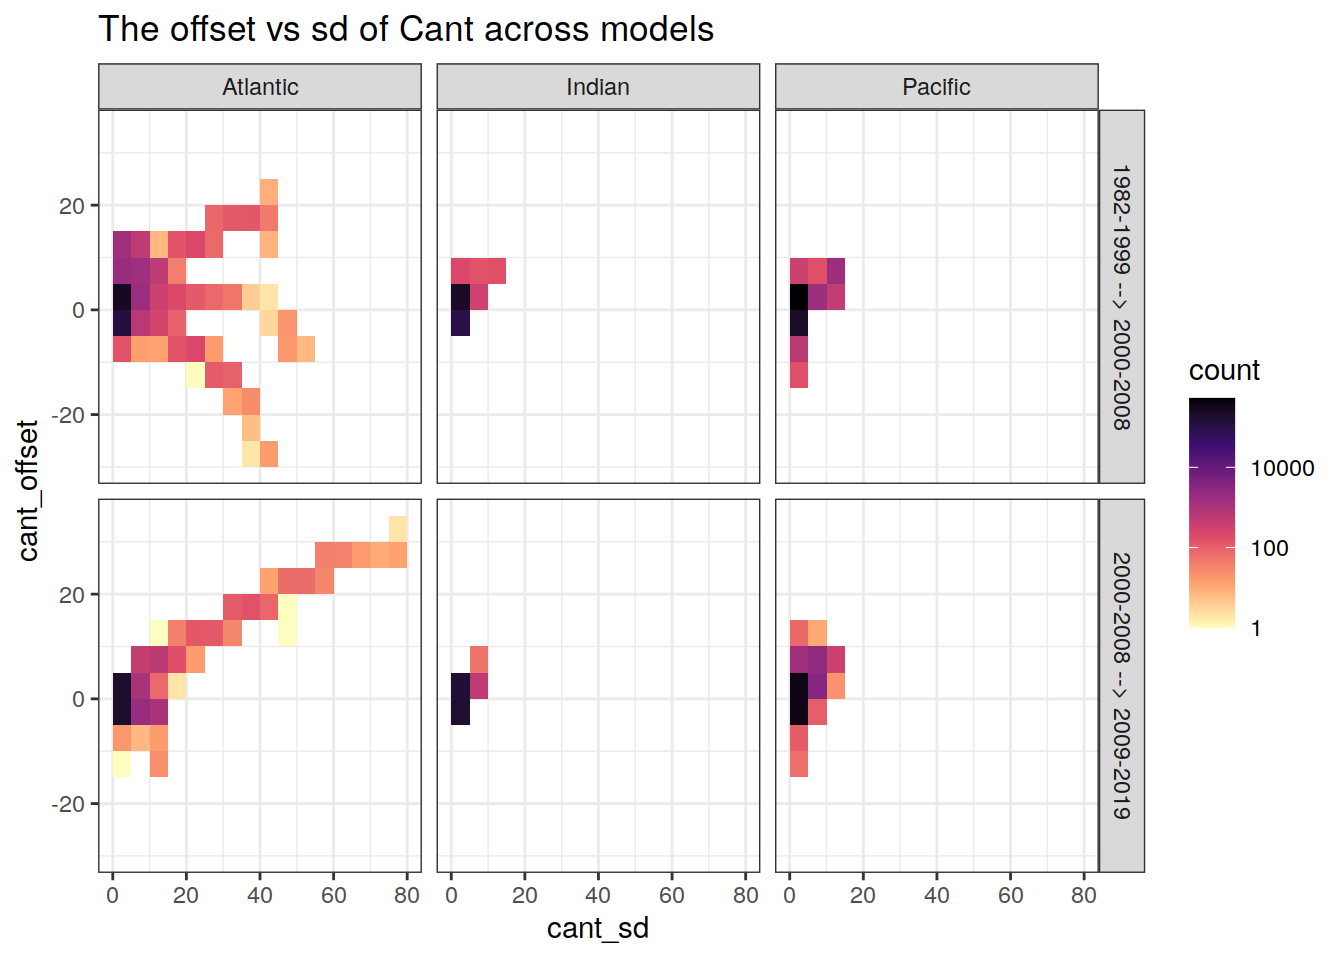 The offset vs sd of Cant across models
Atlantic Indian Pacific
1982-1999 --> 2000-2008
2000-2008 --> 2009-2019
cant_offset
20
0
-20
20
0
-20
0 20 40 60 80 0 20 40 60 80 0 20 40 60 80
cant_sd
count
10000
100
1